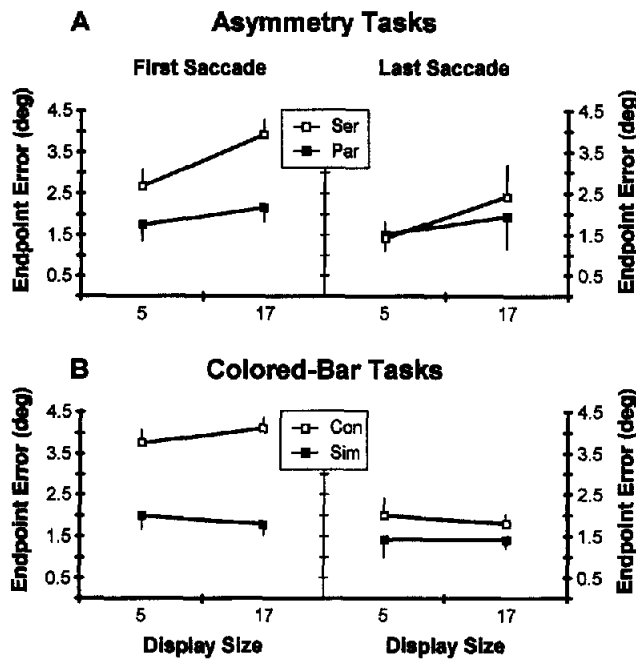 A Asymmetry Tasks
First Saccade Last Saccade
Endpoint Error (deg)
4.5
3.5
2.5
1.5
0.5
Ser
Par
4.5
3.5
2.5
1.5
0.5
Endpoint Error (deg)
5 17 5 17
B Colored-Bar Tasks
Endpoint Error (deg)
4.5
3.5
2.5
1.5
0.5
Con
Sim
4.5
3.5
2.5
1.5
0.5
Endpoint Error (deg)
5 17 5 17
Display Size Display Size